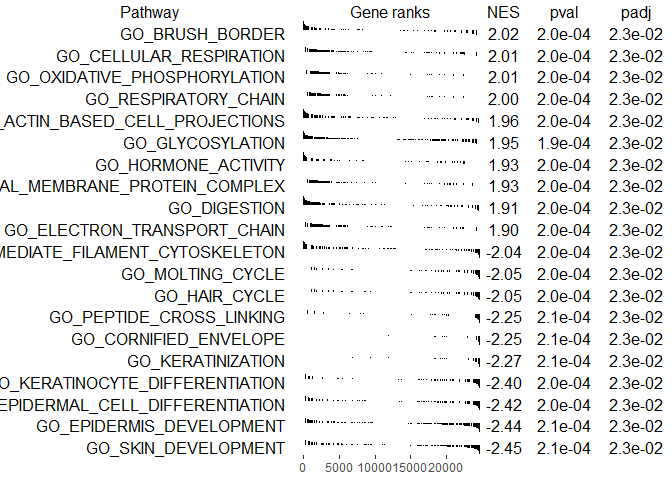 Pathway Gene ranks NES pval padj
GO_BRUSH_BORDER 2.02 2.0e-04 2.3e-02
GO_CELLULAR_RESPIRATION 2.01 2.0e-04 2.3e-02
GO_OXIDATIVE_PHOSPHORYLATION 2.01 2.0e-04 2.3e-02
GO_RESPIRATORY_CHAIN 2.00 2.0e-04 2.3e-02
_ACTIN_BASED_CELL_PROJECTIONS 1.96 2.0e-04 2.3e-02
GO_GLYCOSYLATION 1.95 1.9e-04 2.3e-02
GO_HORMONE_ACTIVITY 1.93 2.0e-04 2.3e-02
AL_MEMBRANE_PROTEIN_COMPLEX 1.93 2.0e-04 2.3e-02
GO_DIGESTION 1.91 2.0e-04 2.3e-02
GO_ELECTRON_TRANSPORT_CHAIN 1.90 2.0e-04 2.3e-02
MEDIATE_FILAMENT_CYTOSKELETON -2.04 2.0e-04 2.3e-02
GO_MOLTING_CYCLE -2.05 2.0e-04 2.3e-02
GO_HAIR_CYCLE -2.05 2.0e-04 2.3e-02
GO_PEPTIDE_CROSS_LINKING -2.25 2.1e-04 2.3e-02
GO_CORNIFIED_ENVELOPE -2.25 2.1e-04 2.3e-02
GO_KERATINIZATION -2.27 2.1e-04 2.3e-02
GO_KERATINOCYTE_DIFFERENTIATION -2.40 2.0e-04 2.3e-02
EPIDERMAL_CELL_DIFFERENTIATION -2.42 2.0e-04 2.3e-02
GO_EPIDERMIS_DEVELOPMENT -2.44 2.1e-04 2.3e-02
GO_SKIN_DEVELOPMENT -2.45 2.1e-04 2.3e-02
0 5000 10000 15000 20000